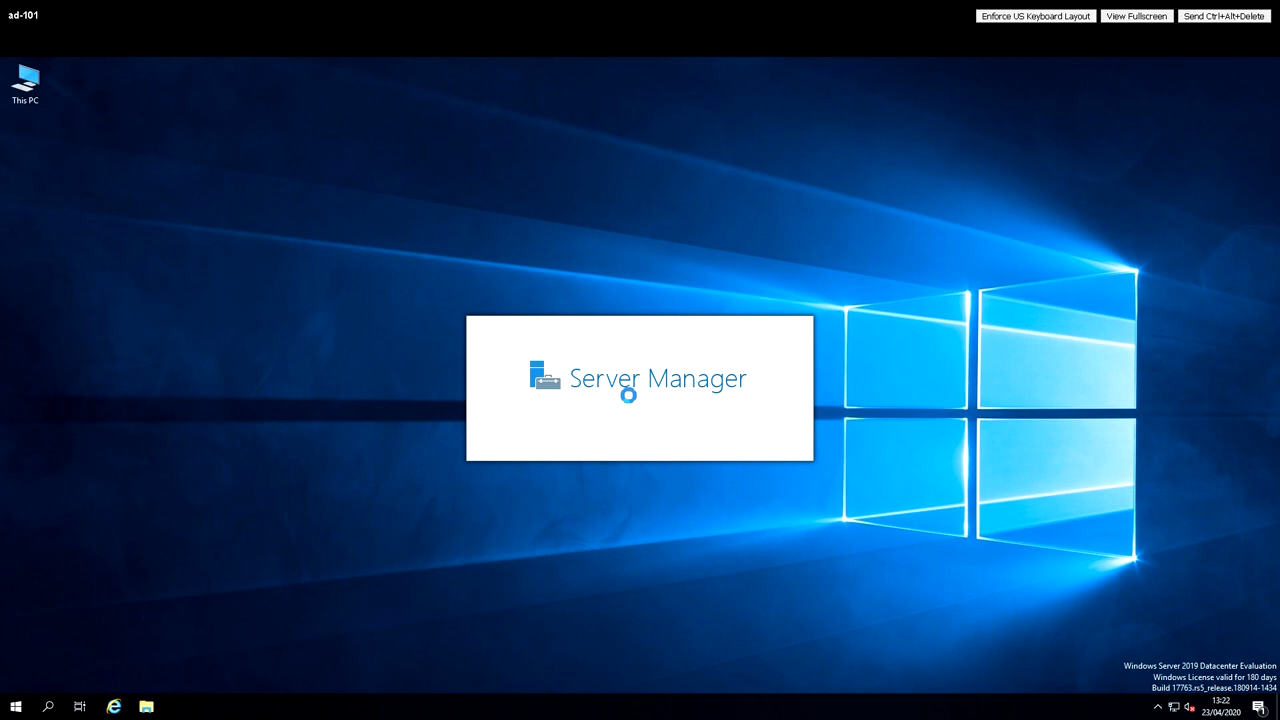 ad-101
Enforce US Keyboard Layout
View Fullscreen
Send Ctrl+Alt+Delete
This PC
Server Manager
Windows Server 2019 Datacenter Evaluation
Windows License valid for 180 days
Build 17763.rs5_release.180914-1434
13:22
23/04/2020
1